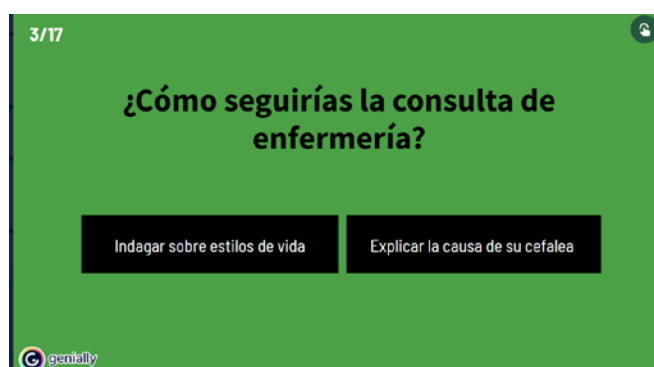 3/17
¿Cómo seguirías la consulta de
enfermería?
Indagar sobre estilos de vida
Explicar la causa de su cefalea
genially